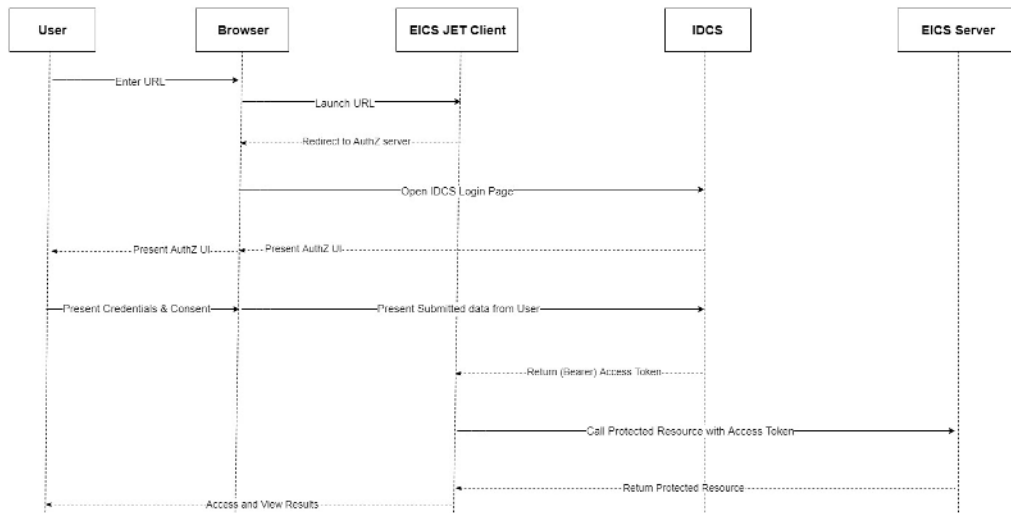 User
Browser
EICS JET Client
IDCS
EICS Server
Enter URL
Launch URL
Redirect to AuthZ server
Open IDCS Login Page
Present AuthZ UI
Present AuthZ UI
Present Credentials & Consent
Present Submitted data from User
Return (Bearer) Access Token
Call Protected Resource with Access Token
Return Protected Resource
Access and View Results